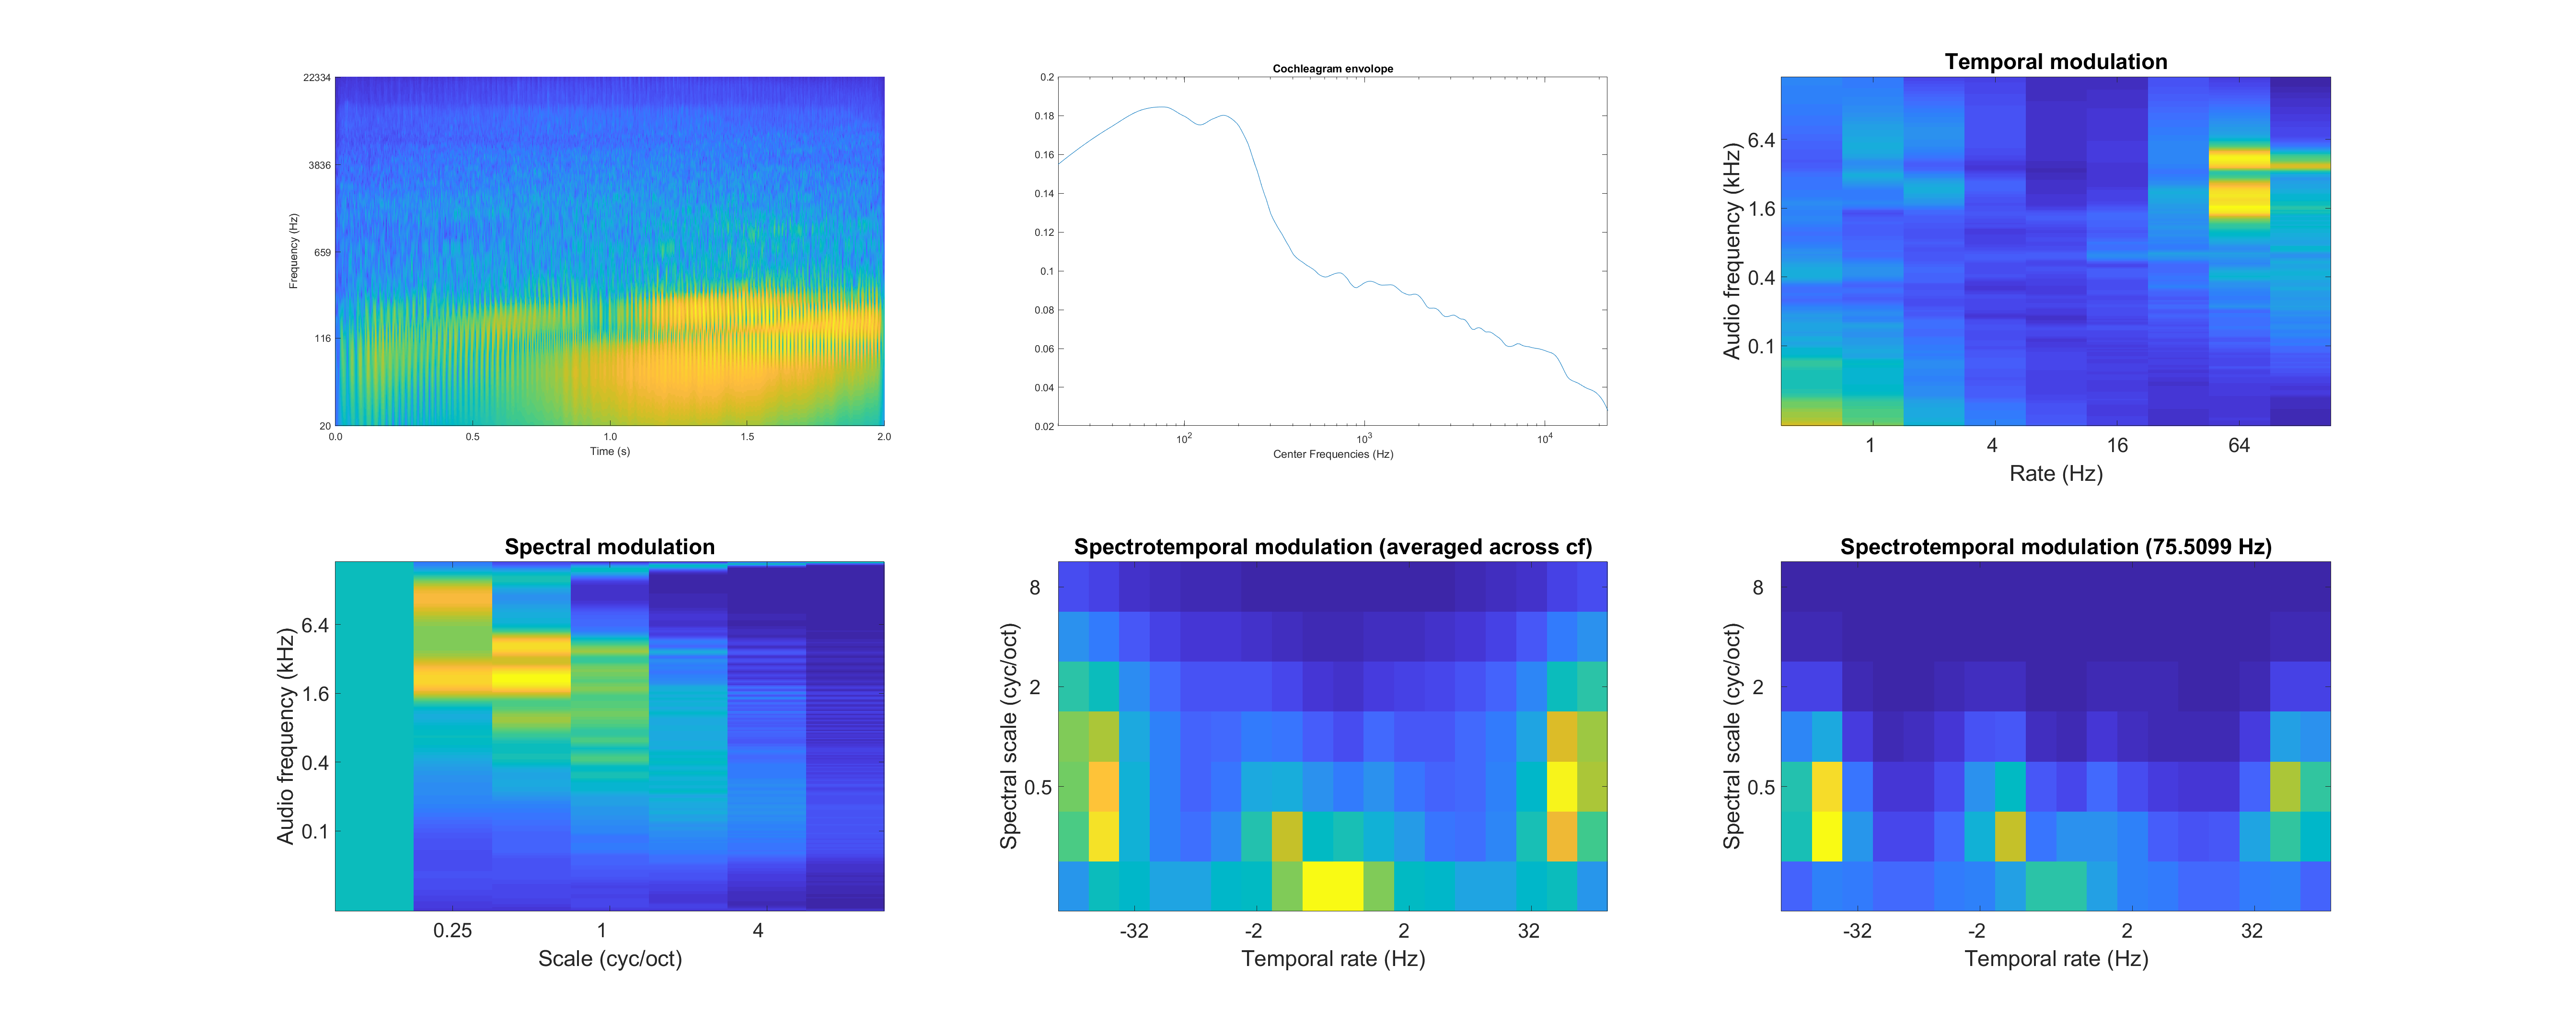 22334
3836
659
116
20
Frequency (Hz)
0.0 0.5 1.0 1.5 2.0
Time (s)
Cochleagram envolope
0.2
0.18
0.16
0.14
0.12
0.1
0.08
0.06
0.04
0.02
10^2 10^3 10^4
Center Frequencies (Hz)
Temporal modulation
6.4
1.6
0.4
0.1
Audio frequency (kHz)
1 4 16 64
Rate (Hz)
Spectral modulation
6.4
1.6
0.4
0.1
Audio frequency (kHz)
0.25 1 4
Scale (cyc/oct)
Spectrotemporal modulation (averaged across cf)
8
2
0.5
Spectral scale (cyc/oct)
-32 -2 2 32
Temporal rate (Hz)
Spectrotemporal modulation (75.5099 Hz)
8
2
0.5
Spectral scale (cyc/oct)
-32 -2 2 32
Temporal rate (Hz)